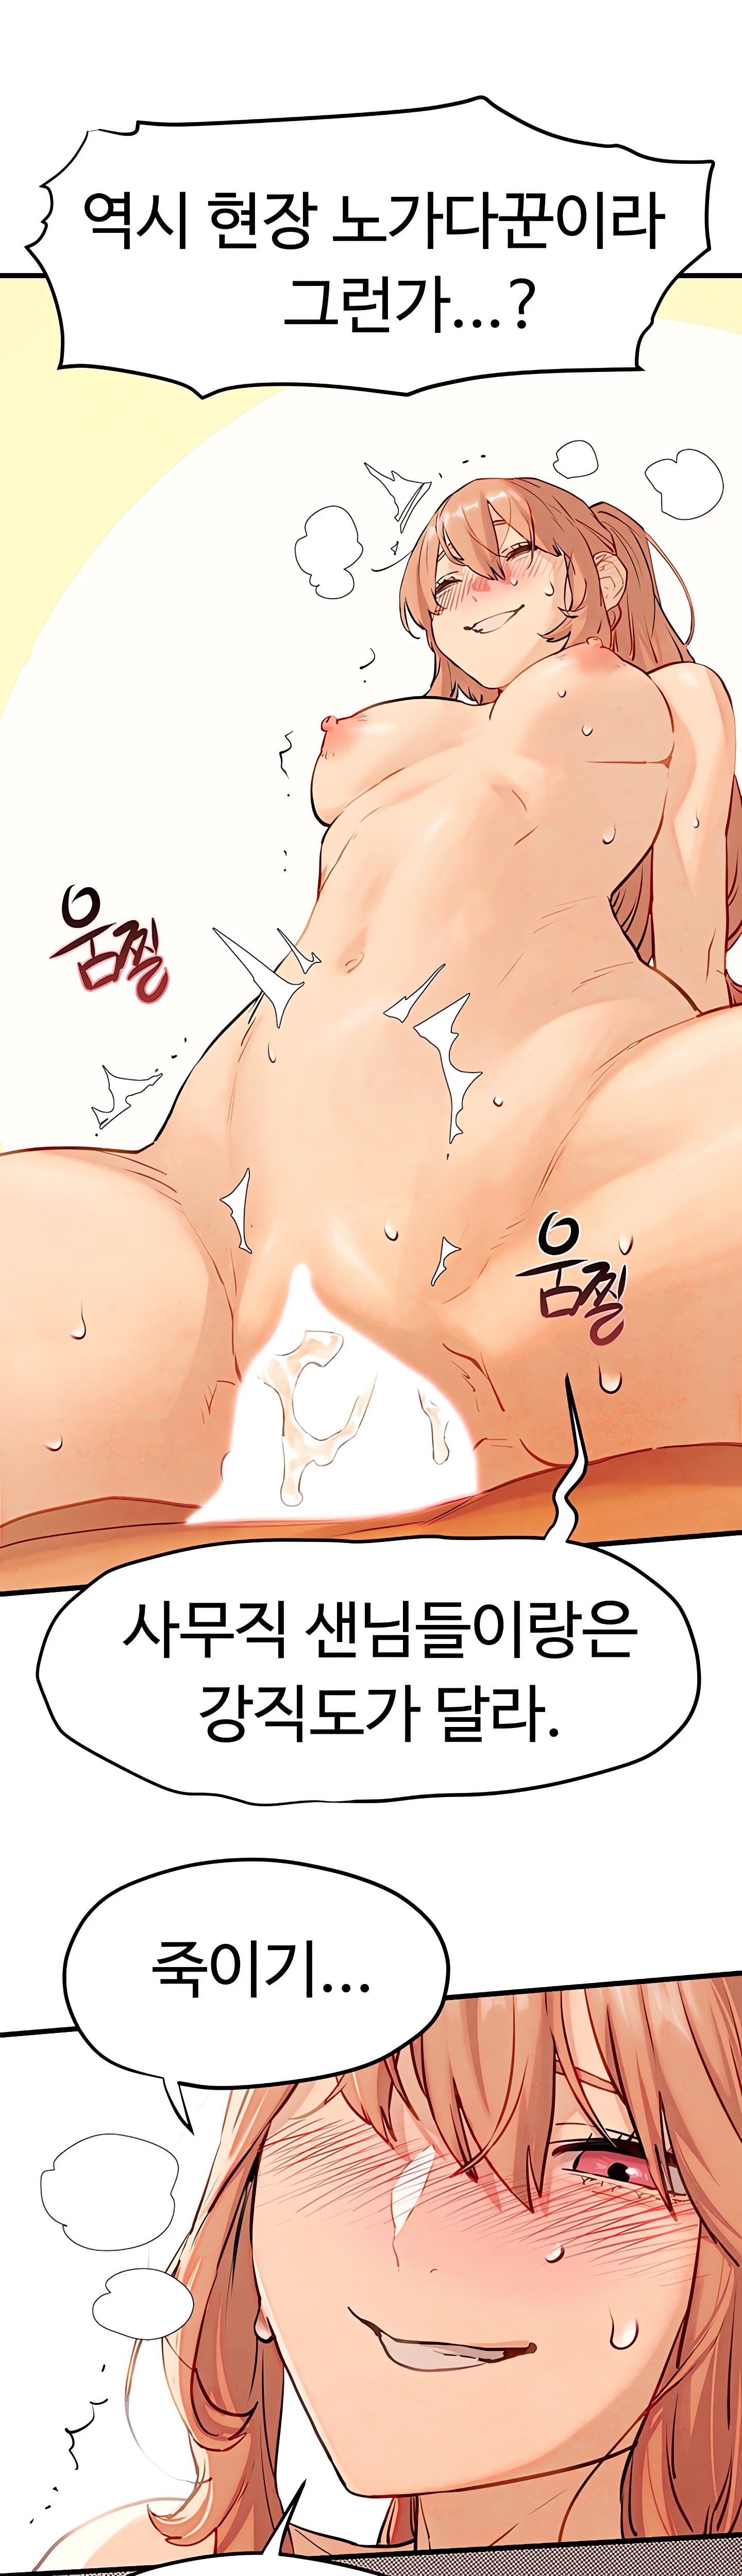 역시 현장 노가다꾼이라
그런가...?
움찔
움찔
사무직 샌님들이랑은
강직도가 달라.
죽이기...